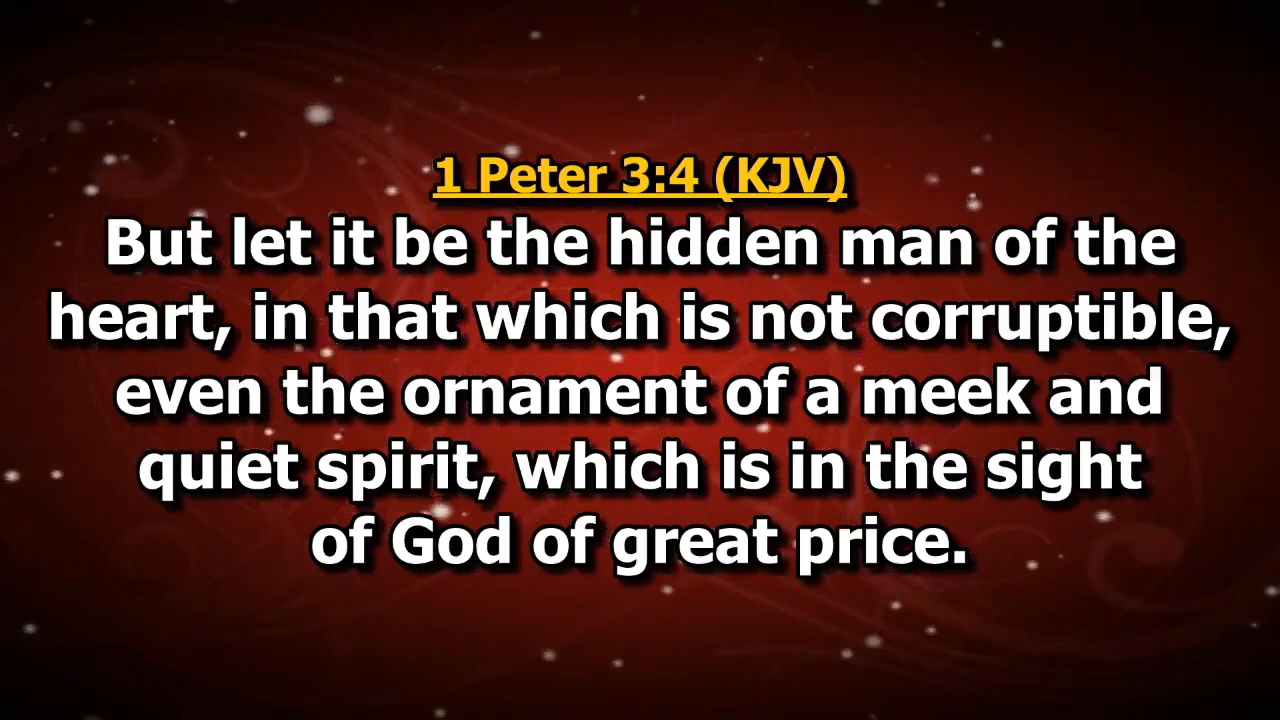 1 Peter 3:4 (KJV)
But let it be the hidden man of the
heart, in that which is not corruptible,
even the ornament of a meek and
quiet spirit, which is in the sight
of God of great price.